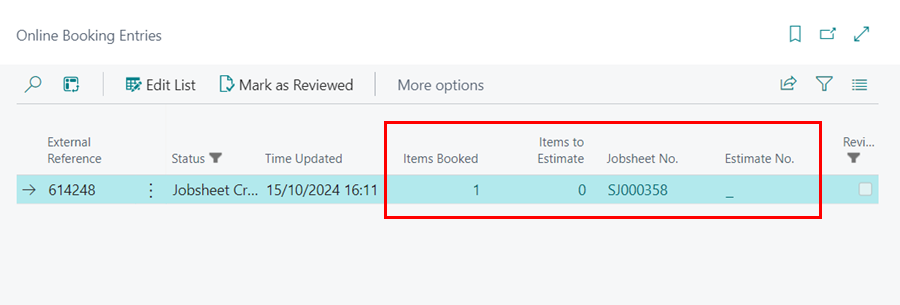 Online Booking Entries
Edit List Mark as Reviewed More options
External Reference Status Time Updated Items Booked Items to Estimate Jobsheet No. Estimate No. Revi...
614248 Jobsheet Cr... 15/10/2024 16:11 1 0 SJ000358 _